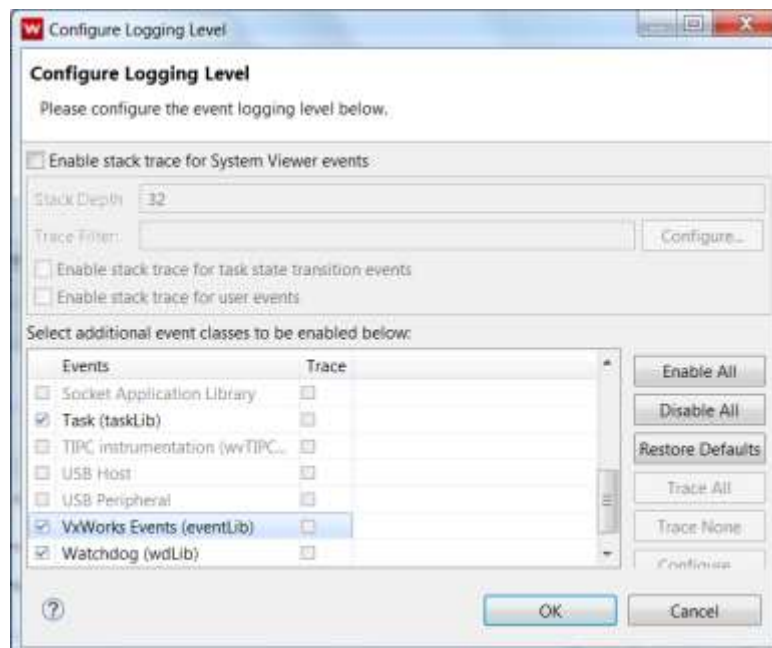 Configure Logging Level
Configure Logging Level
Please configure the event logging level below.
Enable stack trace for System Viewer events
Stack Depth: 32
Trace Filter: Configure...
Enable stack trace for task state transition events
Enable stack trace for user events
Select additional event classes to be enabled below:
Events Trace
Enable All
Socket Application Library
Task (taskLib)
Disable All
TIPC instrumentation (wvTIPC...
Restore Defaults
USB Host
USB Peripheral
Trace All
VxWorks Events (eventLib)
Trace None
Watchdog (wdLib)
Configure...
OK Cancel